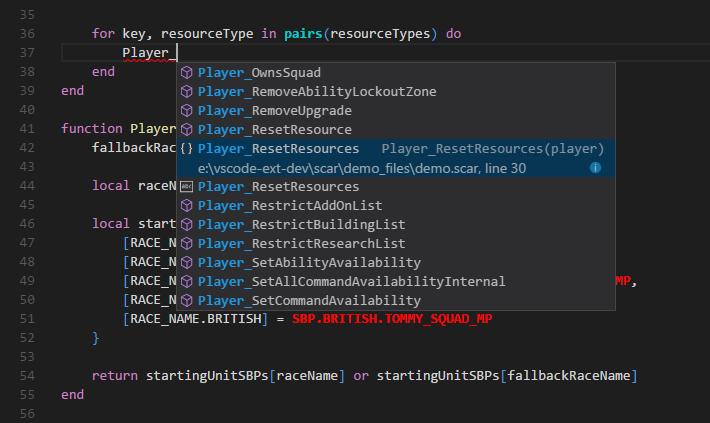 35
36 for key, resourceType in pairs(resourceTypes) do
37 Player_
38 end
39 end
40
41 function Player
42 fallbackRac
43
44 local raceN
45
46 local start
47 [RACE_N
48 [RACE_N
49 [RACE_N MP,
50 [RACE_N
51 [RACE_NAME.BRITISH] = SBP.BRITISH.TOMMY_SQUAD_MP
52 }
53
54 return startingUnitSBPs[raceName] or startingUnitSBPs[fallbackRaceName]
55 end
56
Player_OwnsSquad
Player_RemoveAbilityLockoutZone
Player_RemoveUpgrade
Player_ResetResource
{} Player_ResetResources Player_ResetResources(player)
e:\vscode-ext-dev\scar\demo_files\demo.scar, line 30
abc Player_ResetResources
Player_RestrictAddOnList
Player_RestrictBuildingList
Player_RestrictResearchList
Player_SetAbilityAvailability
Player_SetAllCommandAvailabilityInternal
Player_SetCommandAvailability